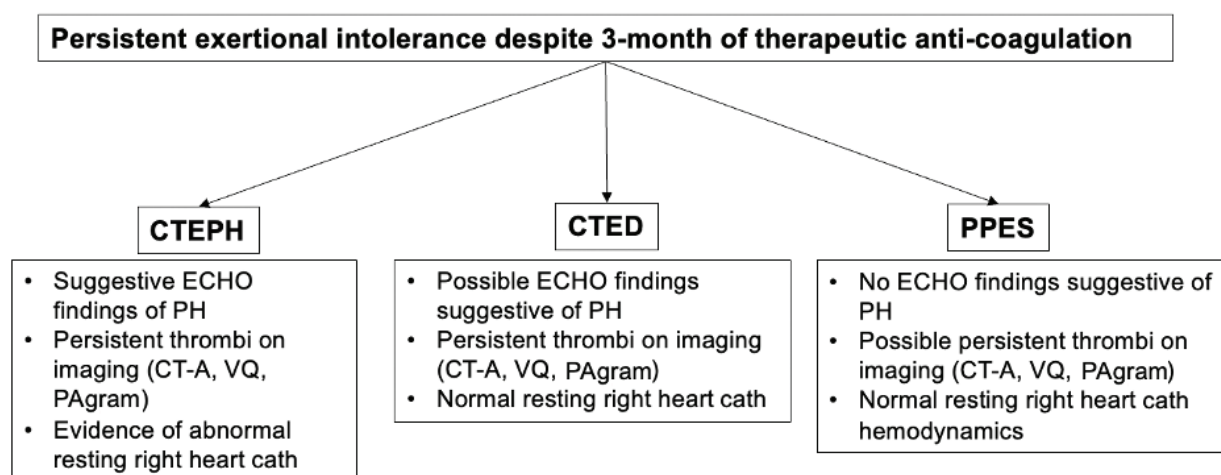 Persistent exertional intolerance despite 3-month of therapeutic anti-coagulation
CTEPH
• Suggestive ECHO
findings of PH
• Persistent thrombi on
imaging (CT-A, VQ,
PAgram)
• Evidence of abnormal
resting right heart cath
CTED
• Possible ECHO findings
suggestive of PH
• Persistent thrombi on imaging
(CT-A, VQ, PAgram)
• Normal resting right heart cath
PPES
• No ECHO findings suggestive of
PH
• Possible persistent thrombi on
imaging (CT-A, VQ, PAgram)
• Normal resting right heart cath
hemodynamics